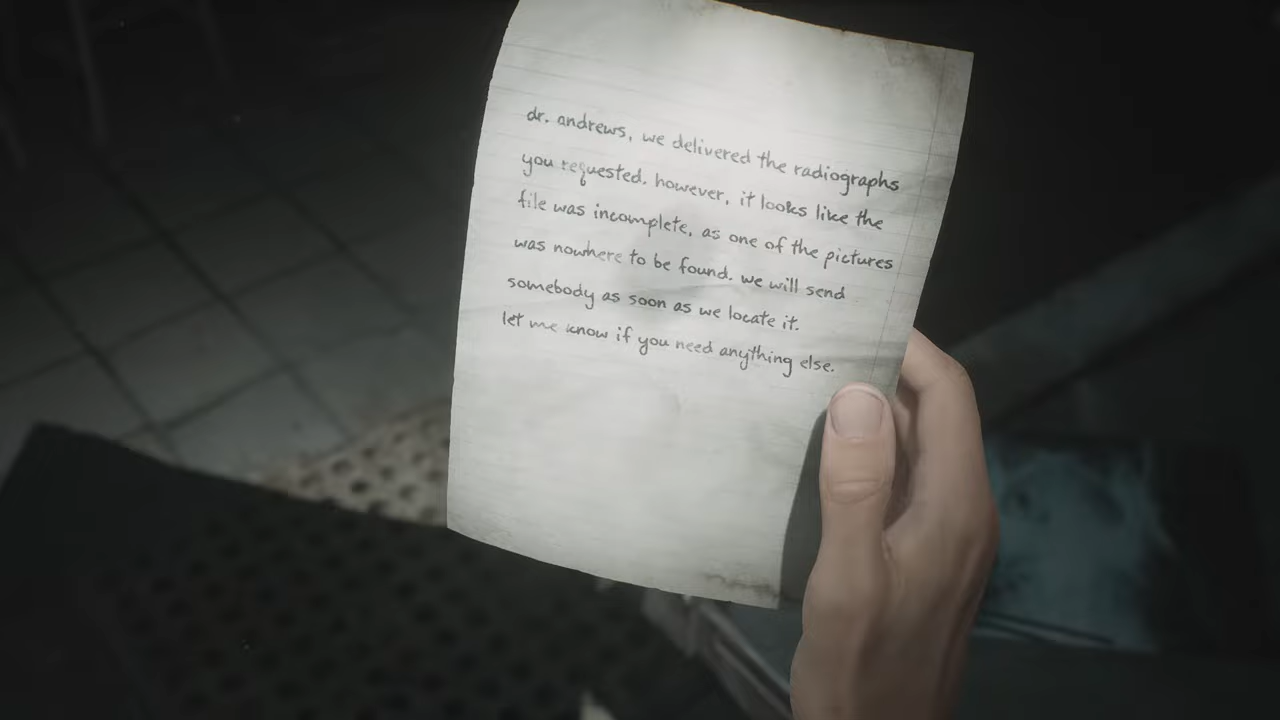 dr. andrews, we delivered the radiographs
you requested. however, it looks like the
file was incomplete, as one of the pictures
was nowhere to be found. we will send
somebody as soon as we locate it.
let me know if you need anything else.